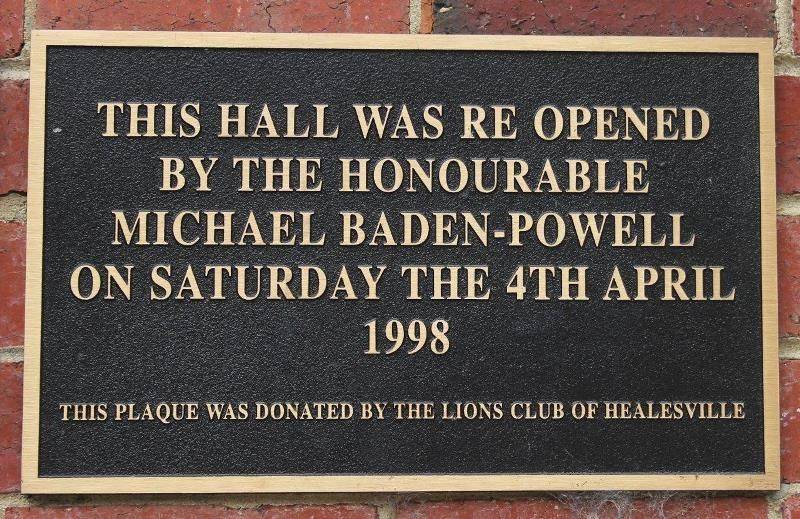 THIS HALL WAS RE OPENED
BY THE HONOURABLE
MICHAEL BADEN-POWELL
ON SATURDAY THE 4TH APRIL
1998
THIS PLAQUE WAS DONATED BY THE LIONS CLUB OF HEALESVILLE